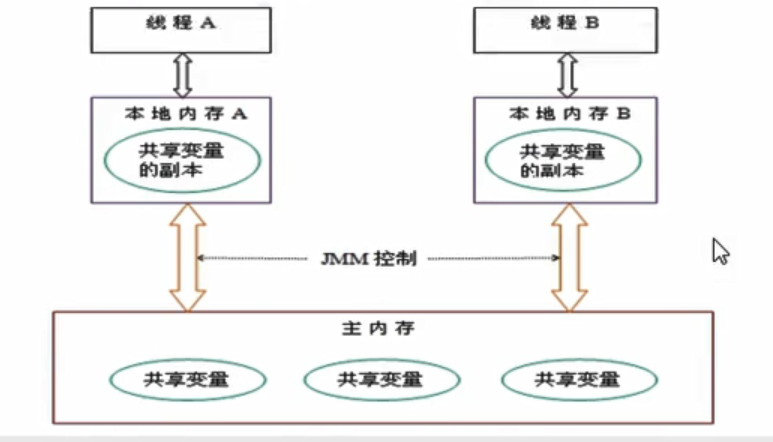 线程 A
线程 B
本地内存 A
本地内存 B
共享变量
的副本
共享变量
的副本
JMM 控制
主内存
共享变量
共享变量
共享变量